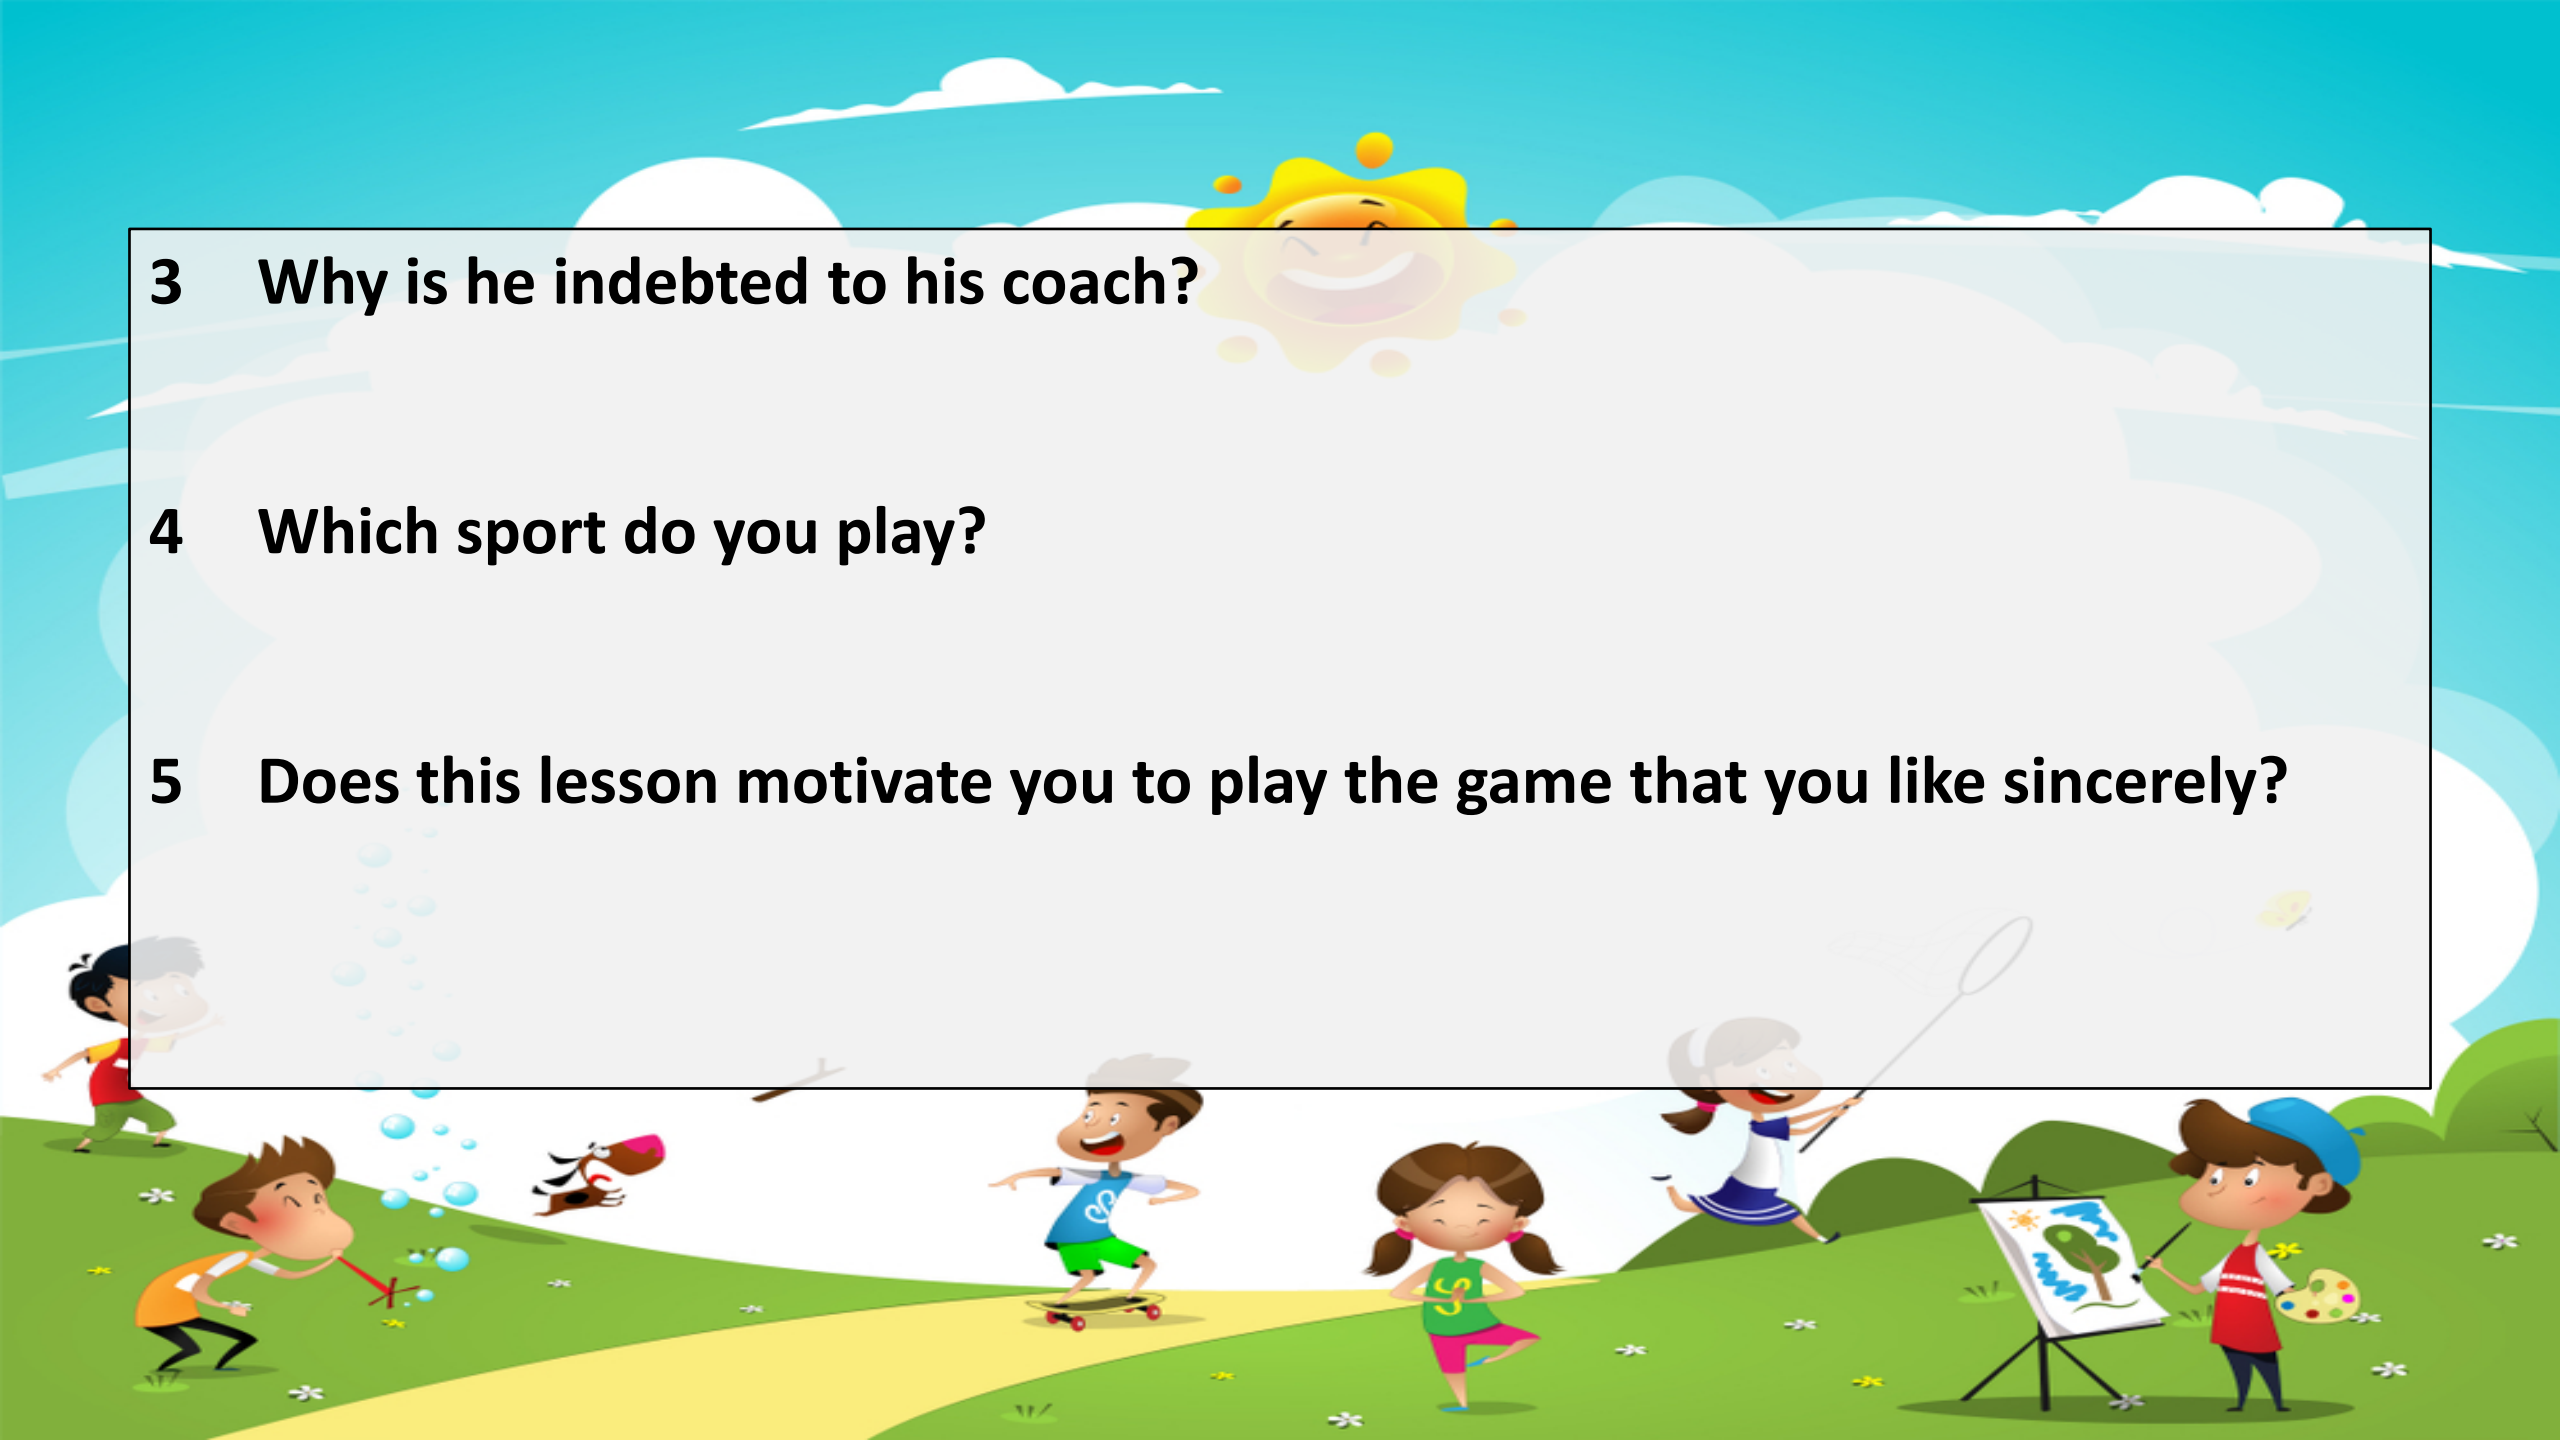 3 Why is he indebted to his coach?
4 Which sport do you play?
5 Does this lesson motivate you to play the game that you like sincerely?